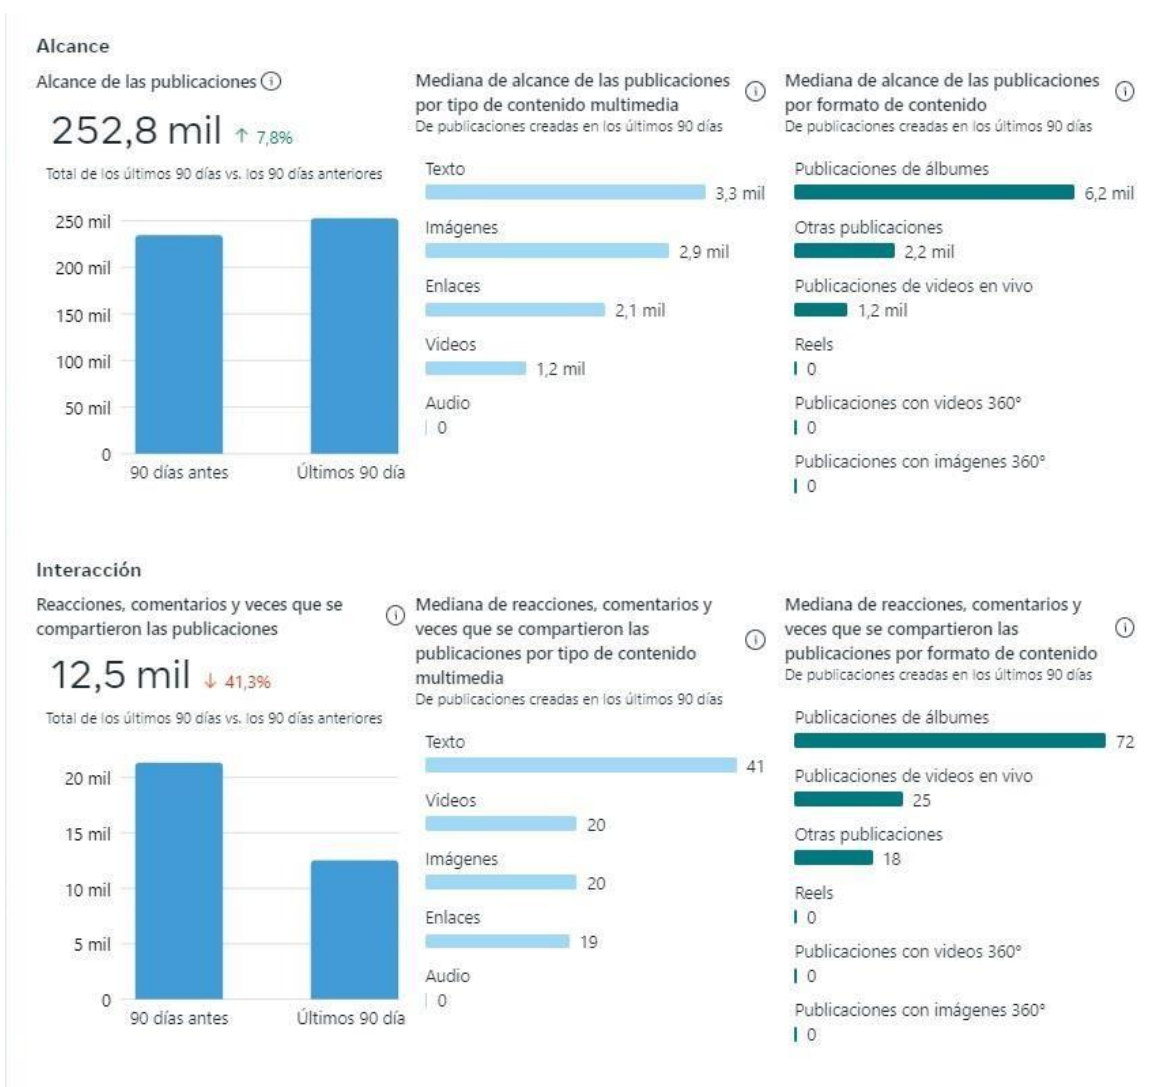 Alcance
Alcance de las publicaciones
252,8 mil ↑ 7,8%
Total de los últimos 90 días vs. los 90 días anteriores
250 mil
200 mil
150 mil
100 mil
50 mil
0
90 días antes
Últimos 90 día
Mediana de alcance de las publicaciones
por tipo de contenido multimedia
De publicaciones creadas en los últimos 90 días
Texto
3,3 mil
Imágenes
2,9 mil
Enlaces
2,1 mil
Videos
1,2 mil
Audio
0
Mediana de alcance de las publicaciones
por formato de contenido
De publicaciones creadas en los últimos 90 días
Publicaciones de álbumes
6,2 mil
Otras publicaciones
2,2 mil
Publicaciones de videos en vivo
1,2 mil
Reels
0
Publicaciones con videos 360°
0
Publicaciones con imágenes 360°
0
Interacción
Reacciones, comentarios y veces que se
compartieron las publicaciones
12,5 mil ↓ 41,3%
Total de los últimos 90 días vs. los 90 días anteriores
20 mil
15 mil
10 mil
5 mil
0
90 días antes
Últimos 90 día
Mediana de reacciones, comentarios y
veces que se compartieron las
publicaciones por tipo de contenido
multimedia
De publicaciones creadas en los últimos 90 días
Texto
41
Videos
20
Imágenes
20
Enlaces
19
Audio
0
Mediana de reacciones, comentarios y
veces que se compartieron las
publicaciones por formato de contenido
De publicaciones creadas en los últimos 90 días
Publicaciones de álbumes
72
Publicaciones de videos en vivo
25
Otras publicaciones
18
Reels
0
Publicaciones con videos 360°
0
Publicaciones con imágenes 360°
0